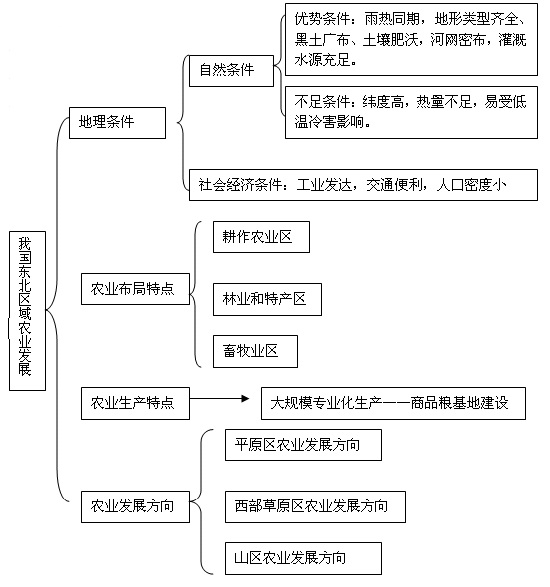 优势条件：雨热同期，地形类型齐全、
黑土广布、土壤肥沃，河网密布，灌溉
水源充足。
自然条件
不足条件：纬度高，热量不足，易受低
温冷害影响。
地理条件
社会经济条件：工业发达，交通便利，人口密度小
我国东北区域农业发展
耕作农业区
农业布局特点
林业和特产区
畜牧业区
农业生产特点
大规模专业化生产——商品粮基地建设
平原区农业发展方向
农业发展方向
西部草原区农业发展方向
山区农业发展方向